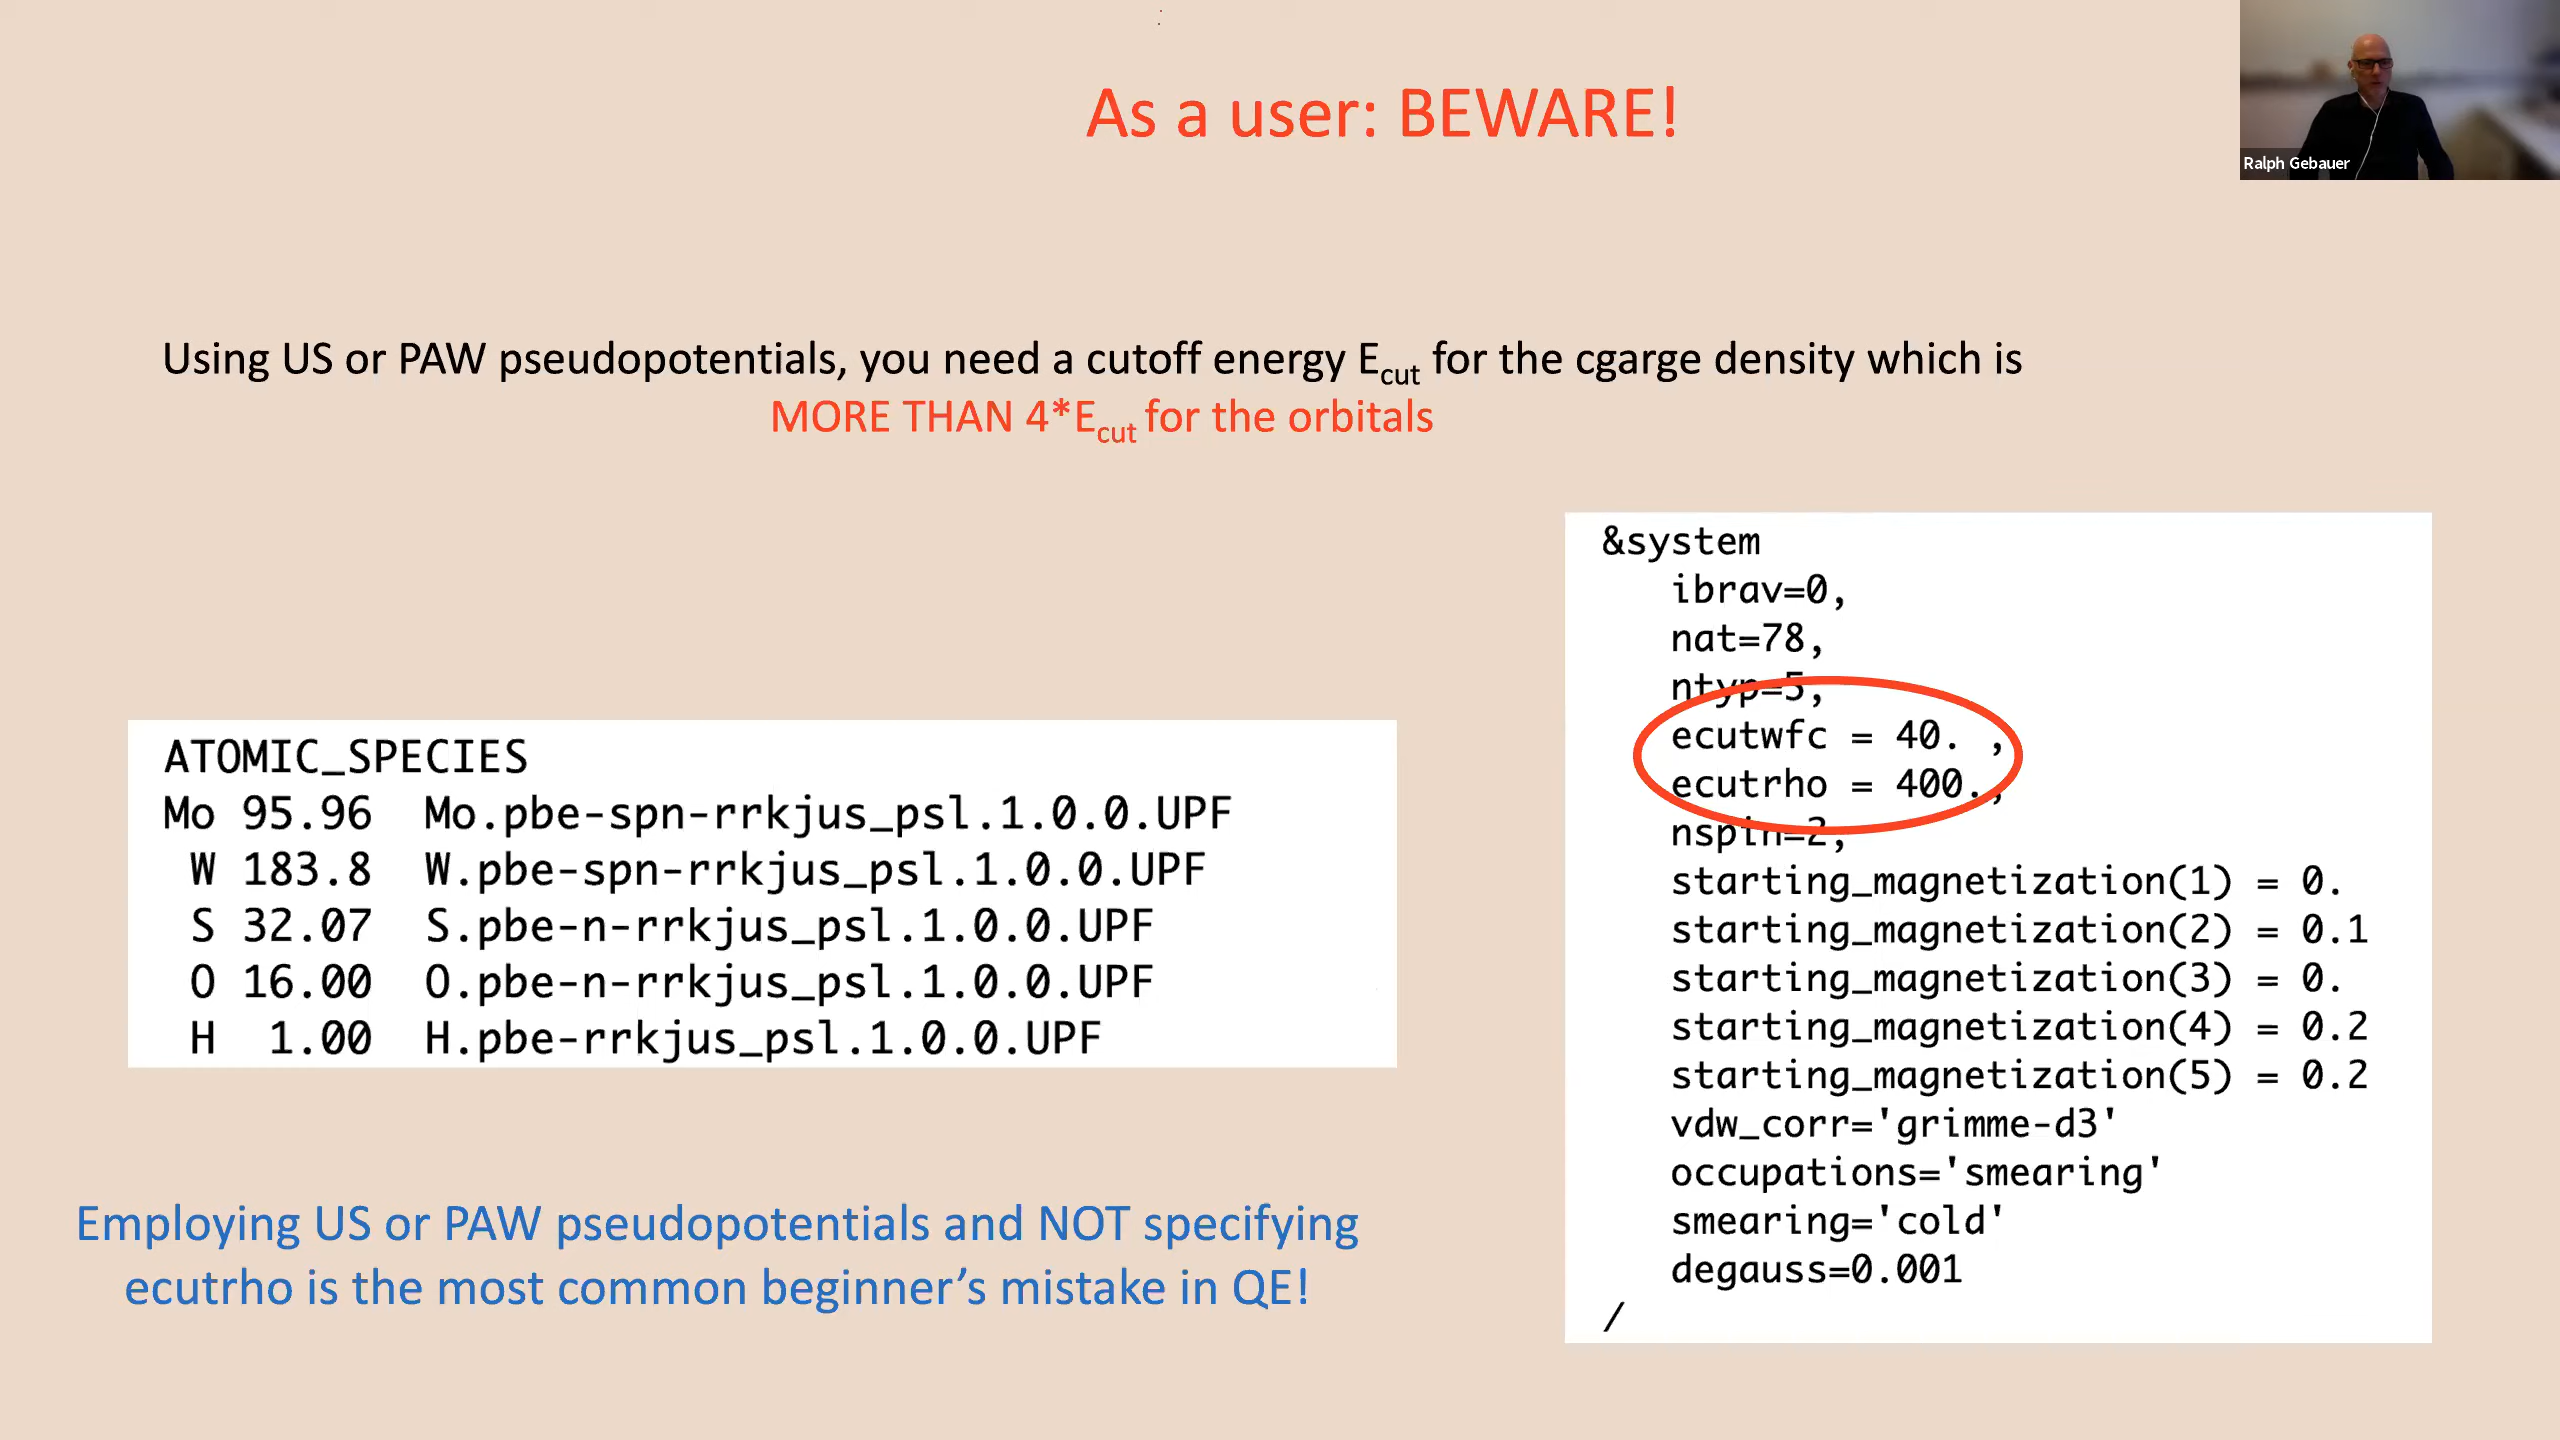 As a user: BEWARE!
Ralph Gebauer
Using US or PAW pseudopotentials, you need a cutoff energy Ecut for the cgarge density which is
MORE THAN 4*Ecut for the orbitals
ATOMIC_SPECIES
Mo 95.96 Mo.pbe-spn-rrkjus_psl.1.0.0.UPF
W 183.8 W.pbe-spn-rrkjus_psl.1.0.0.UPF
S 32.07 S.pbe-n-rrkjus_psl.1.0.0.UPF
O 16.00 O.pbe-n-rrkjus_psl.1.0.0.UPF
H 1.00 H.pbe-rrkjus_psl.1.0.0.UPF
Employing US or PAW pseudopotentials and NOT specifying
ecutrho is the most common beginner’s mistake in QE!
&system
ibrav=0,
nat=78,
ntyp=5,
ecutwfc = 40. ,
ecutrho = 400.,
nspin=2,
starting_magnetization(1) = 0.
starting_magnetization(2) = 0.1
starting_magnetization(3) = 0.
starting_magnetization(4) = 0.2
starting_magnetization(5) = 0.2
vdw_corr='grimme-d3'
occupations='smearing'
smearing='cold'
degauss=0.001
/